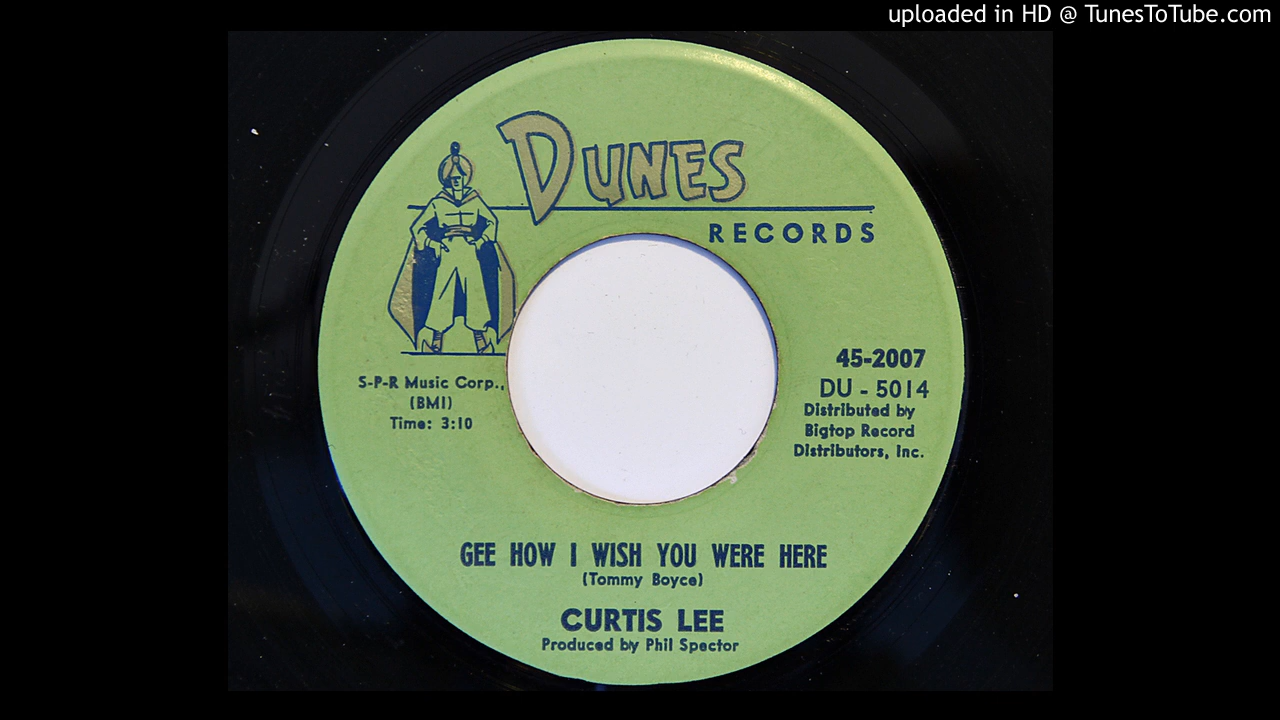 uploaded in HD @ TunesToTube.com
DUNES
RECORDS
45-2007
DU - 5014
Distributed by
Bigtop Record
Distributors, Inc.
S-P-R Music Corp.,
(BMI)
Time: 3:10
GEE HOW I WISH YOU WERE HERE
(Tommy Boyce)
CURTIS LEE
Produced by Phil Spector